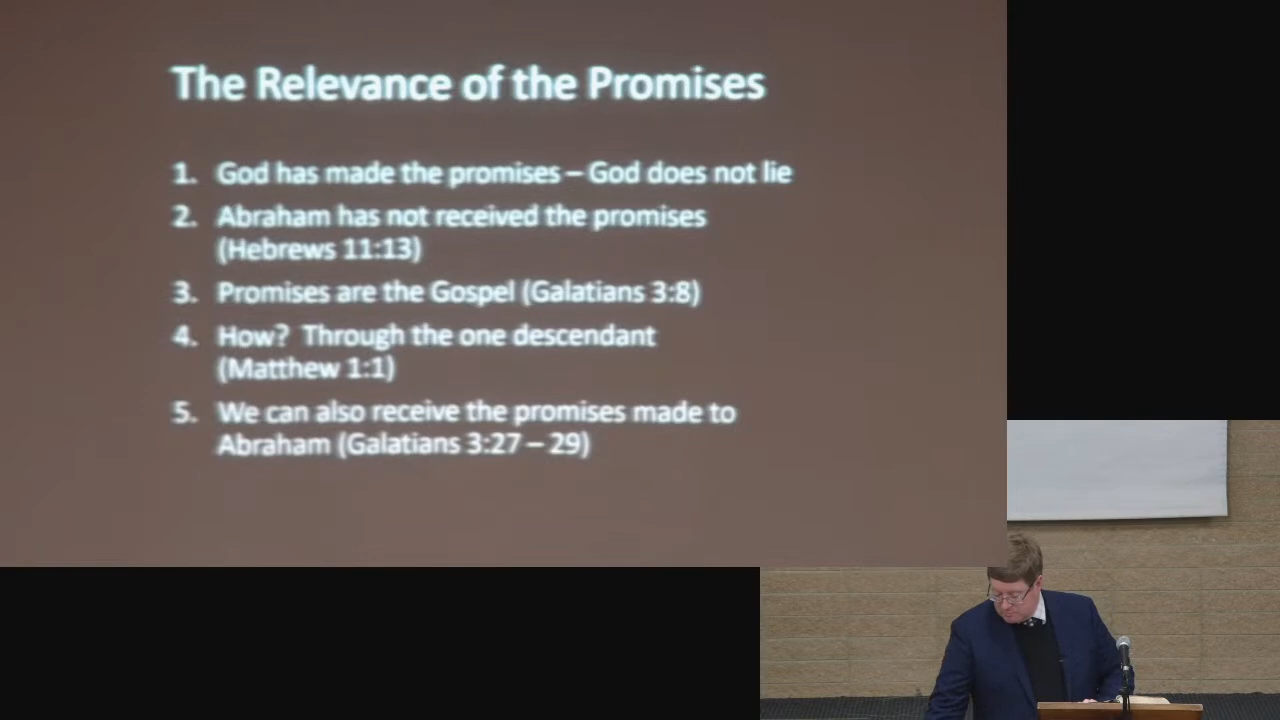 The Relevance of the Promises
1. God has made the promises – God does not lie
2. Abraham has not received the promises
(Hebrews 11:13)
3. Promises are the Gospel (Galatians 3:8)
4. How?  Through the one descendant
(Matthew 1:1)
5. We can also receive the promises made to
Abraham (Galatians 3:27 – 29)